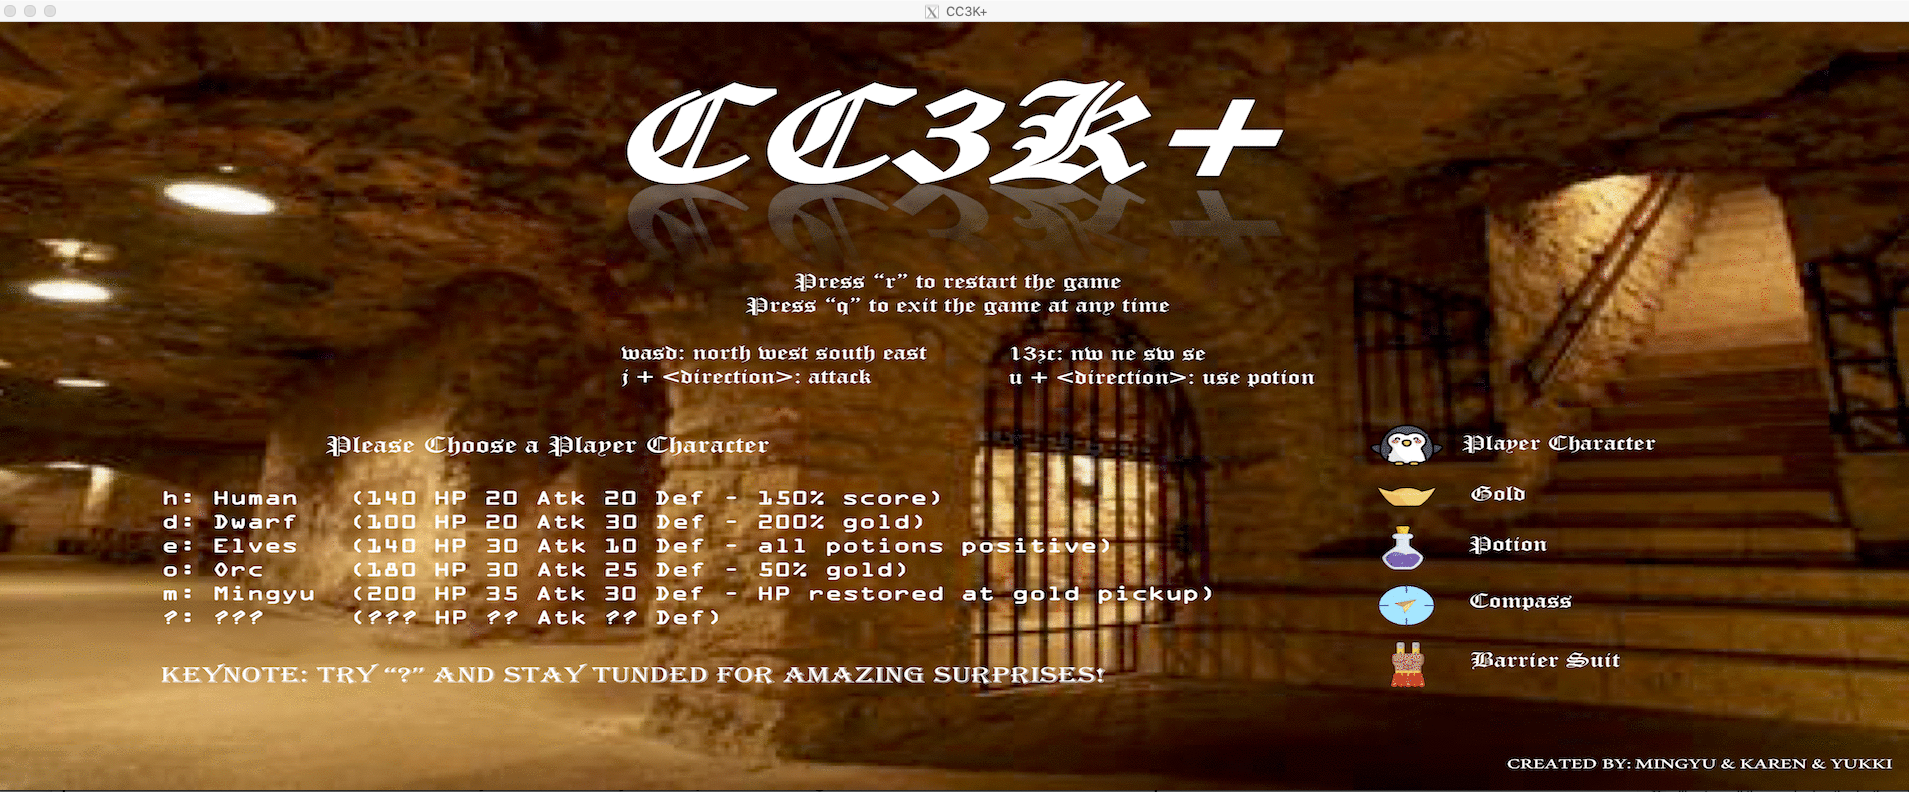 CC3K+
CC3K+
Press “r” to restart the game
Press “q” to exit the game at any time
wasd: north west south east
13zc: nw ne sw se
j + <direction>: attack
u + <direction>: use potion
Please Choose a Player Character
h: Human (140 HP 20 Atk 20 Def - 150% score)
d: Dwarf (100 HP 20 Atk 30 Def - 200% gold)
e: Elves (140 HP 30 Atk 10 Def - all potions positive)
o: Orc (180 HP 30 Atk 25 Def - 50% gold)
m: Mingyu (200 HP 35 Atk 30 Def - HP restored at gold pickup)
?: ??? (??? HP ?? Atk ?? Def)
KEYNOTE: TRY “?” AND STAY TUNDED FOR AMAZING SURPRISES!
Player Character
Gold
Potion
Compass
Barrier Suit
CREATED BY: MINGYU & KAREN & YUKKI